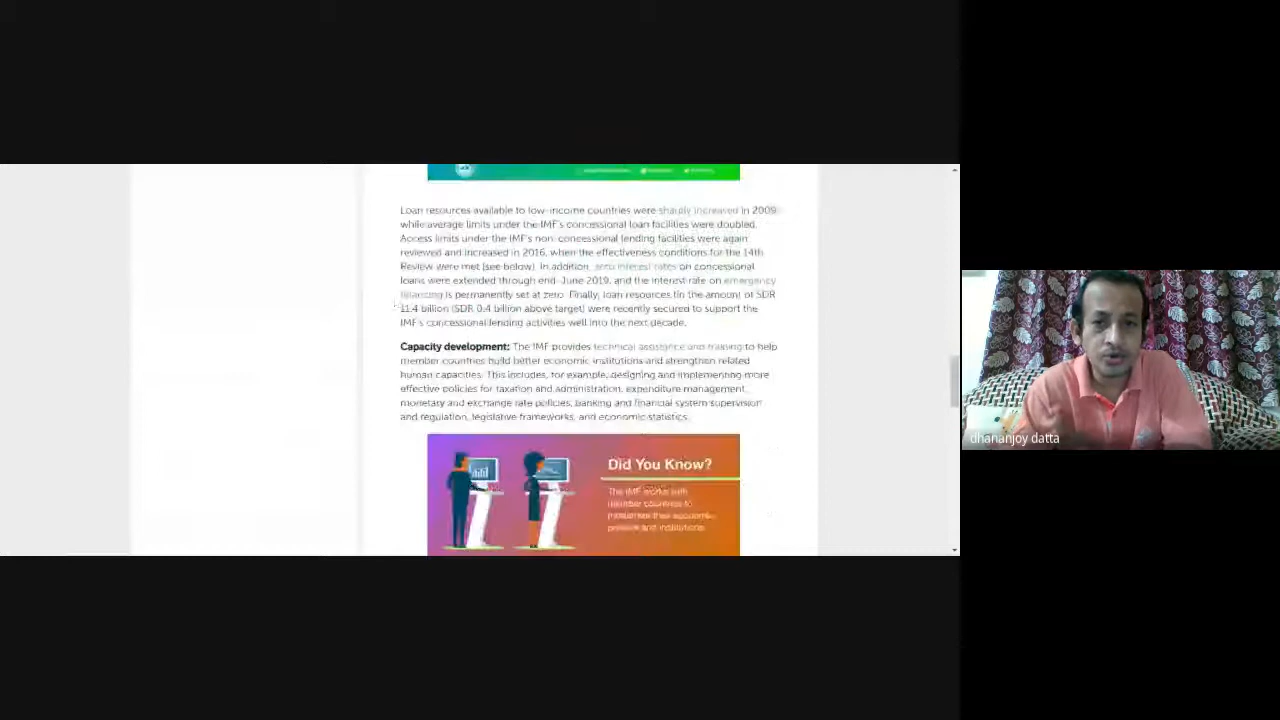 Loan resources available to low-income countries were sharply increased in 2009
while average limits under the IMF's concessional loan facilities were doubled.
Access limits under the IMF's non-concessional lending facilities were again
reviewed and increased in 2016, when the effectiveness conditions for the 14th
Review were met (see below). In addition, zero interest rates on concessional
loans were extended through end-June 2019, and the interest rate on emergency
financing is permanently set at zero. Finally, loan resources (in the amount of SDR
11.4 billion (SDR 0.4 billion above target) were recently secured to support the
IMF's concessional lending activities well into the next decade.
Capacity development: The IMF provides technical assistance and training to help
member countries build better economic institutions and strengthen related
human capacities. This includes, for example, designing and implementing more
effective policies for taxation and administration, expenditure management,
monetary and exchange rate policies, banking and financial system supervision
and regulation, legislative frameworks, and economic statistics.
Did You Know?
The IMF works with
member countries to
their economic
policies and institutions.
dhananjoy datta